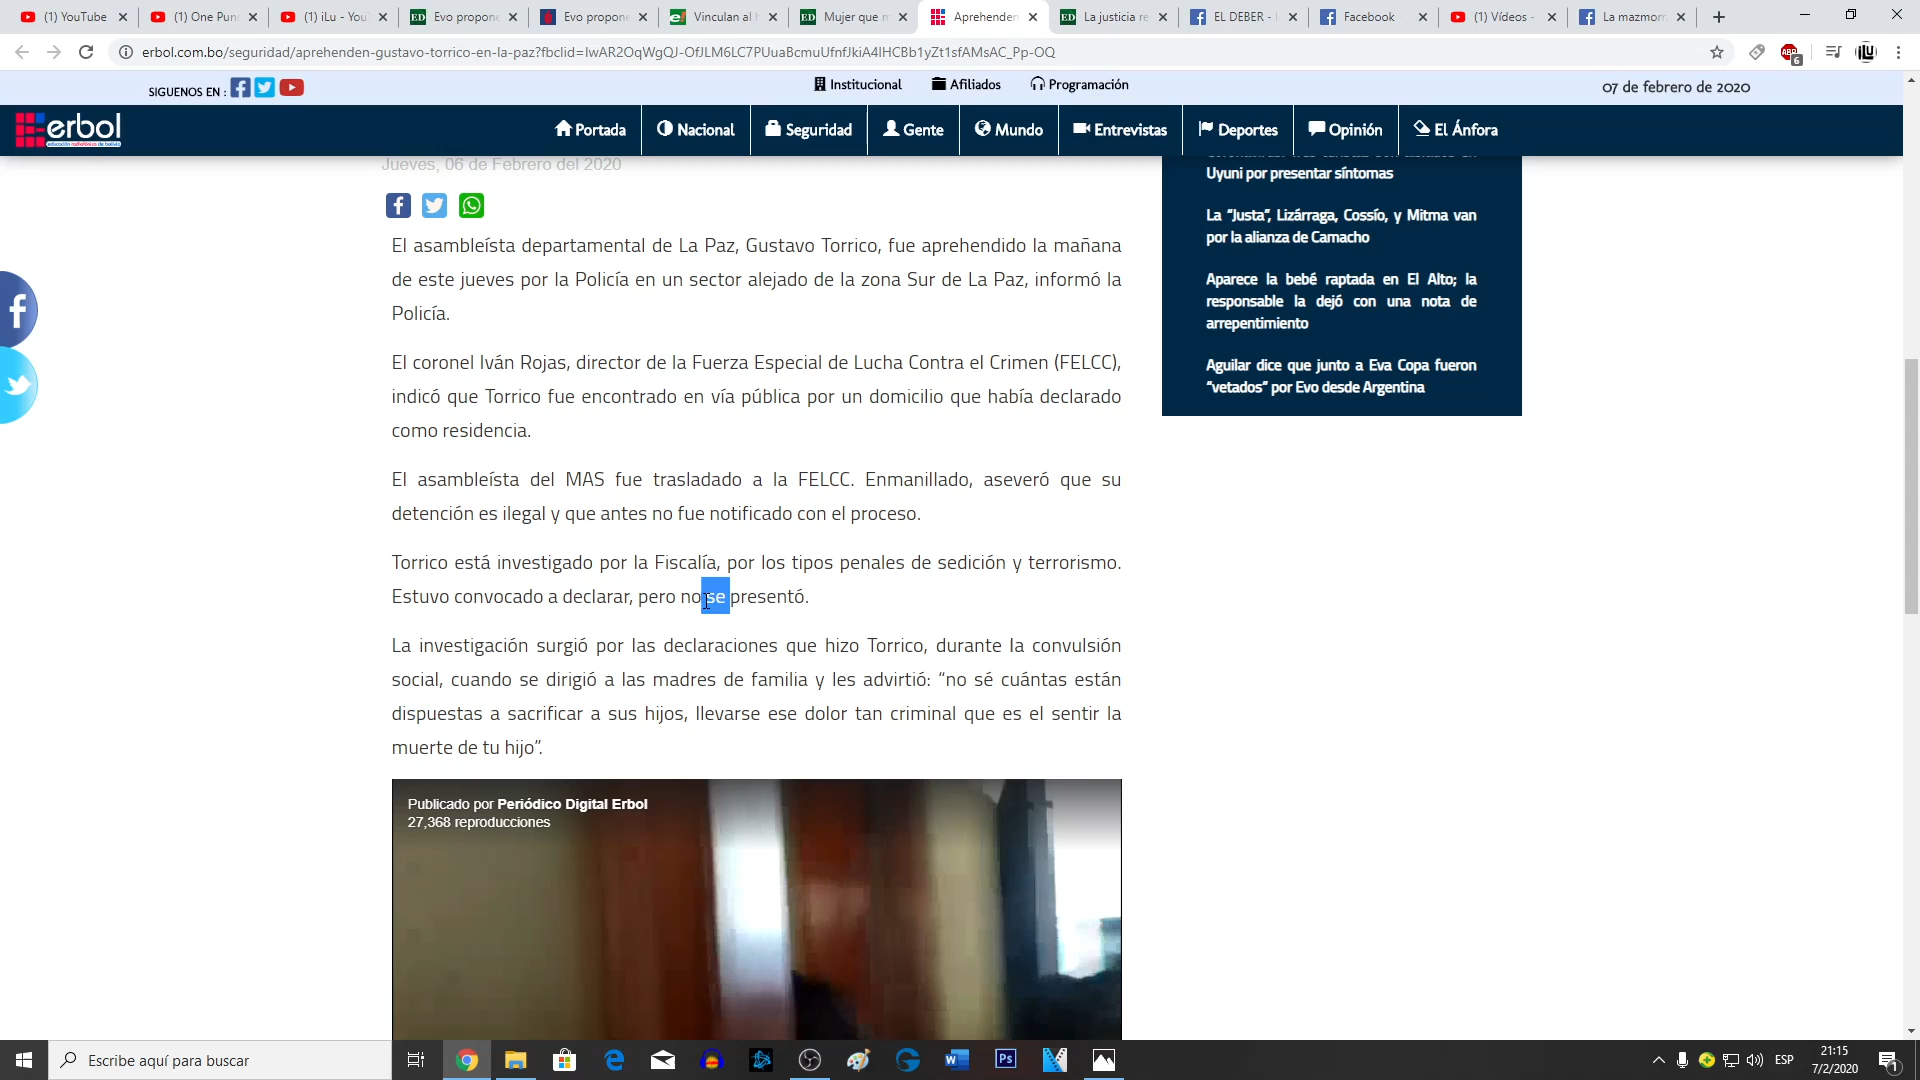 (1) YouTube
(1) One Pun
(1) iLu - You
Evo propone
Evo propone
Vinculan al h
Mujer que m
Aprehenden
La justicia re
EL DEBER -
Facebook
(1) Vídeos -
La mazmorr
erbol.com.bo/seguridad/aprehenden-gustavo-torrico-en-la-paz?fbclid=IwAR2OqWgQJ-OfJLM6LC7PUuaBcmuUfnfJkiA4IHCBb1yZt1sfAMsAC_Pp-OQ
SIGUENOS EN :
Institucional
Afiliados
Programación
07 de febrero de 2020
erbol
Portada
Nacional
Seguridad
Gente
Mundo
Entrevistas
Deportes
Opinión
El Ánfora
Jueves, 06 de Febrero del 2020
El asambleísta departamental de La Paz, Gustavo Torrico, fue aprehendido la mañana
de este jueves por la Policía en un sector alejado de la zona Sur de La Paz, informó la
Policía.
El coronel Iván Rojas, director de la Fuerza Especial de Lucha Contra el Crimen (FELCC),
indicó que Torrico fue encontrado en vía pública por un domicilio que había declarado
como residencia.
El asambleísta del MAS fue trasladado a la FELCC. Enmanillado, aseveró que su
detención es ilegal y que antes no fue notificado con el proceso.
Torrico está investigado por la Fiscalía, por los tipos penales de sedición y terrorismo.
Estuvo convocado a declarar, pero no se presentó.
La investigación surgió por las declaraciones que hizo Torrico, durante la convulsión
social, cuando se dirigió a las madres de familia y les advirtió: “no sé cuántas están
dispuestas a sacrificar a sus hijos, llevarse ese dolor tan criminal que es el sentir la
muerte de tu hijo”.
Publicado por Periódico Digital Erbol
27,368 reproducciones
Uyuni por presentar síntomas
La “Justa”, Lizárraga, Cossío, y Mitma van
por la alianza de Camacho
Aparece la bebé raptada en El Alto; la
responsable la dejó con una nota de
arrepentimiento
Aguilar dice que junto a Eva Copa fueron
“vetados” por Evo desde Argentina
Escribe aquí para buscar
ESP
21:15
7/2/2020